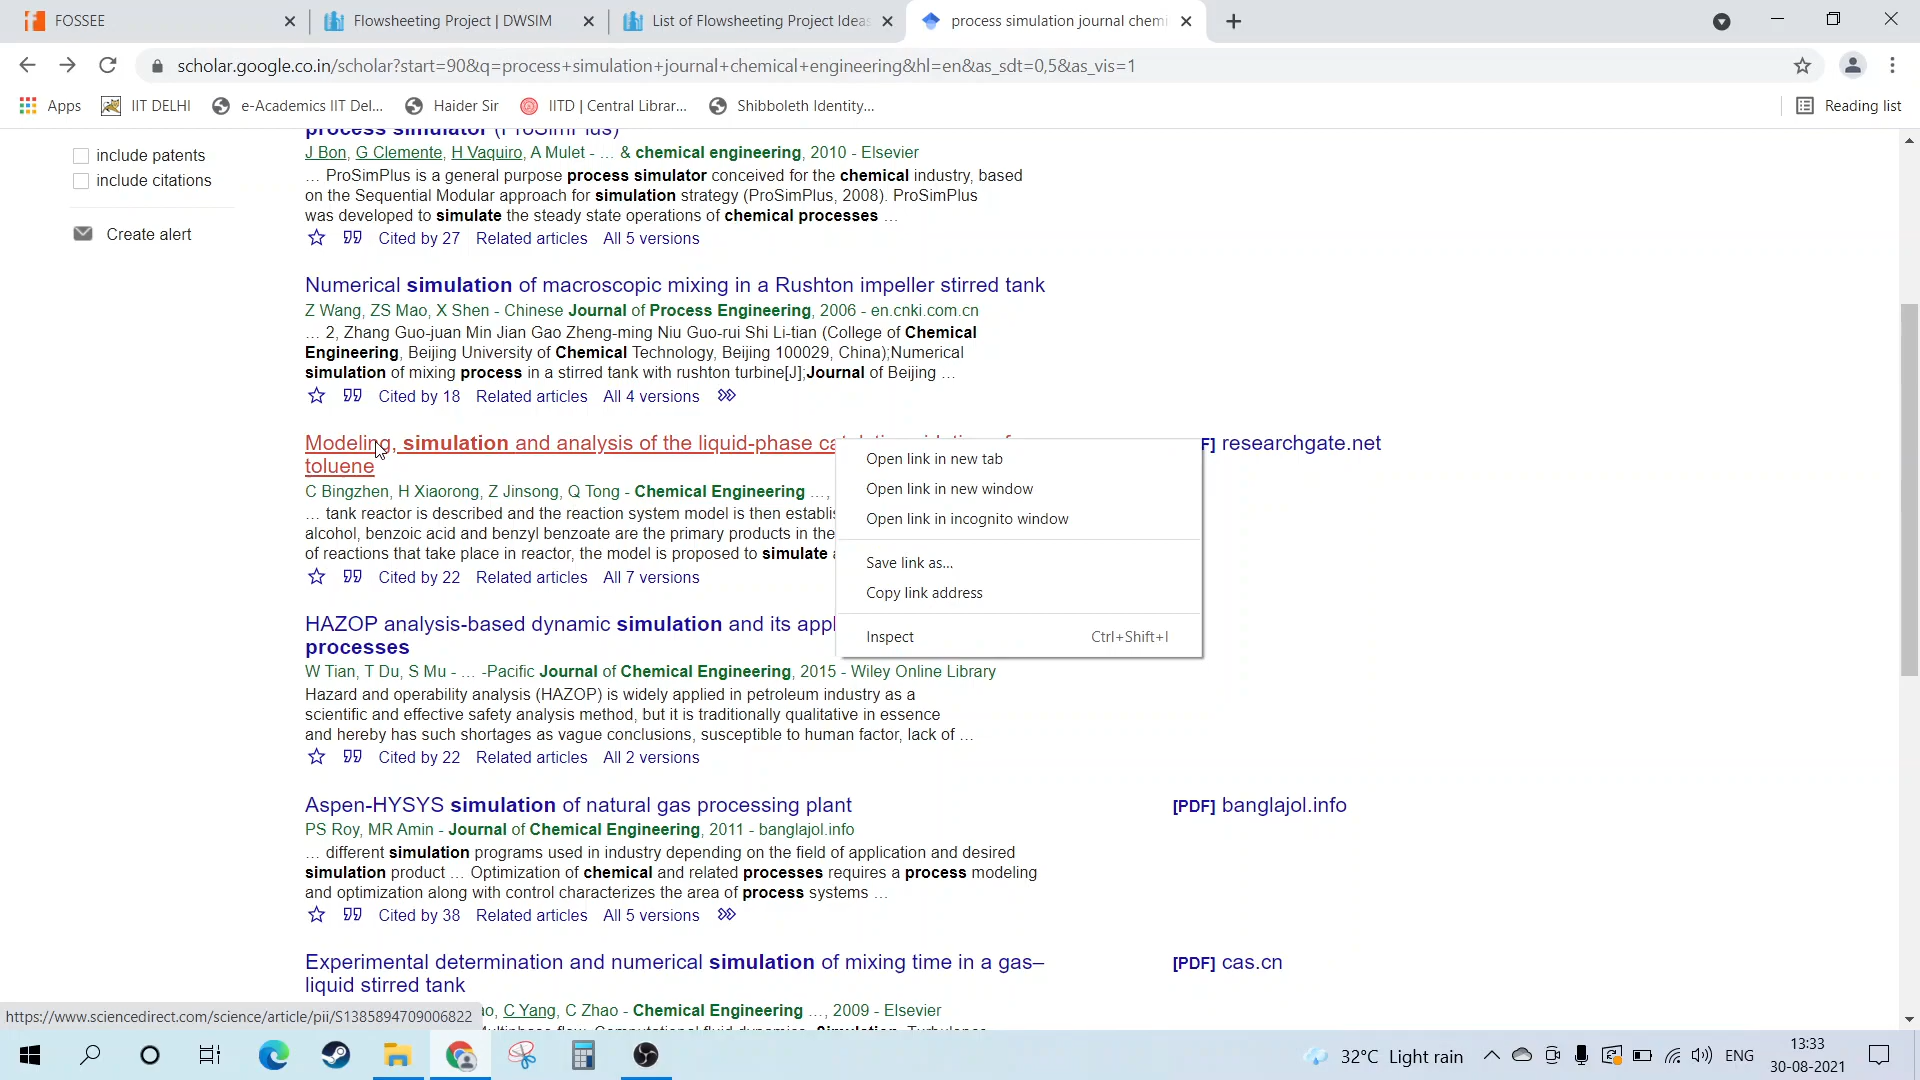 FOSSEE
Flowsheeting Project | DWSIM
List of Flowsheeting Project Ideas
process simulation journal chemi
scholar.google.co.in/scholar?start=90&q=process+simulation+journal+chemical+engineering&hl=en&as_sdt=0,5&as_vis=1
Apps
IIT DELHI
e-Academics IIT Del...
Haider Sir
IITD | Central Librar...
Shibboleth Identity...
Reading list
include patents
include citations
Create alert
process simulator (ProSimPlus)
J Bon, G Clemente, H Vaquiro, A Mulet - … & chemical engineering, 2010 - Elsevier
… ProSimPlus is a general purpose process simulator conceived for the chemical industry, based
on the Sequential Modular approach for simulation strategy (ProSimPlus, 2008). ProSimPlus
was developed to simulate the steady state operations of chemical processes …
Cited by 27 Related articles All 5 versions
Numerical simulation of macroscopic mixing in a Rushton impeller stirred tank
Z Wang, ZS Mao, X Shen - Chinese Journal of Process Engineering, 2006 - en.cnki.com.cn
… 2, Zhang Guo-juan Min Jian Gao Zheng-ming Niu Guo-rui Shi Li-tian (College of Chemical
Engineering, Beijing University of Chemical Technology, Beijing 100029, China);Numerical
simulation of mixing process in a stirred tank with rushton turbine[J];Journal of Beijing …
Cited by 18 Related articles All 4 versions
Modeling, simulation and analysis of the liquid-phase
toluene
F] researchgate.net
C Bingzhen, H Xiaorong, Z Jinsong, Q Tong - Chemical Engineering …,
… tank reactor is described and the reaction system model is then establis
alcohol, benzoic acid and benzyl benzoate are the primary products in the
of reactions that take place in reactor, the model is proposed to simulate
Cited by 22 Related articles All 7 versions
Open link in new tab
Open link in new window
Open link in incognito window
Save link as...
Copy link address
Inspect Ctrl+Shift+I
HAZOP analysis-based dynamic simulation and its appl
processes
W Tian, T Du, S Mu - … -Pacific Journal of Chemical Engineering, 2015 - Wiley Online Library
Hazard and operability analysis (HAZOP) is widely applied in petroleum industry as a
scientific and effective safety analysis method, but it is traditionally qualitative in essence
and hereby has such shortages as vague conclusions, susceptible to human factor, lack of …
Cited by 22 Related articles All 2 versions
Aspen-HYSYS simulation of natural gas processing plant
[PDF] banglajol.info
PS Roy, MR Amin - Journal of Chemical Engineering, 2011 - banglajol.info
… different simulation programs used in industry depending on the field of application and desired
simulation product … Optimization of chemical and related processes requires a process modeling
and optimization along with control characterizes the area of process systems …
Cited by 38 Related articles All 5 versions
Experimental determination and numerical simulation of mixing time in a gas–
liquid stirred tank
[PDF] cas.cn
ao, C Yang, C Zhao - Chemical Engineering …, 2009 - Elsevier
https://www.sciencedirect.com/science/article/pii/S1385894709006822
32°C Light rain
ENG
13:33
30-08-2021